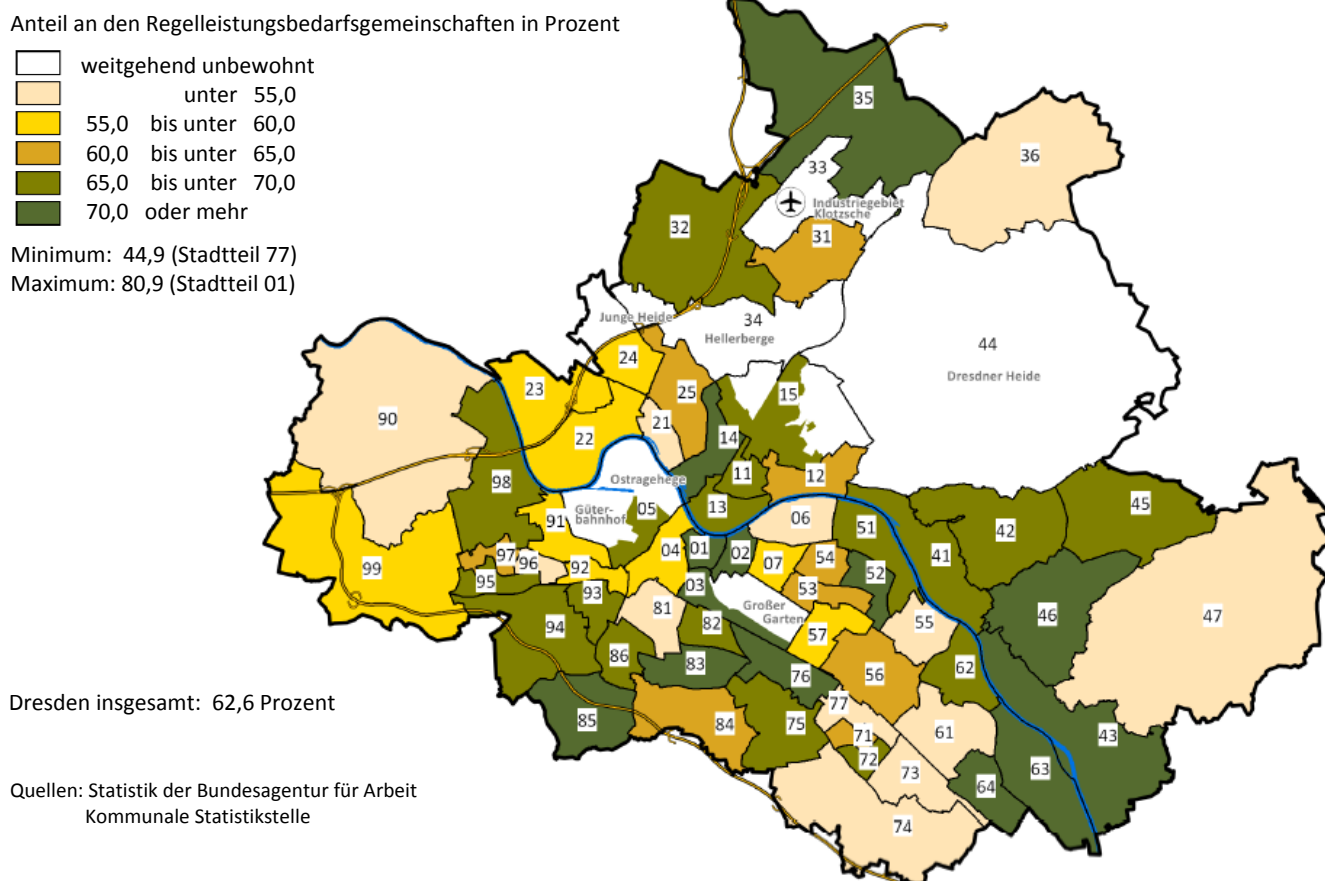 Anteil an den Regelleistungsbedarfsgemeinschaften in Prozent
weitgehend unbewohnt
unter 55,0
55,0 bis unter 60,0
60,0 bis unter 65,0
65,0 bis unter 70,0
70,0 oder mehr
Minimum: 44,9 (Stadtteil 77)
Maximum: 80,9 (Stadtteil 01)
35
36
33
Industriegebiet
Klotzsche
32
31
Junge Heide
34
Hellerberge
44
Dresdner Heide
24
23
25
15
90
21
22
14
11
12
Ostragehege
98
13
05
Güter-
bahnhof
91
06
51
42
45
41
99
97
96
92
04
01
02
07
54
52
95
93
03
53
81
Großer
Garten
46
47
94
82
57
55
86
83
76
56
62
85
84
75
77
71
61
43
72
73
63
64
74
Dresden insgesamt: 62,6 Prozent
Quellen: Statistik der Bundesagentur für Arbeit
Kommunale Statistikstelle